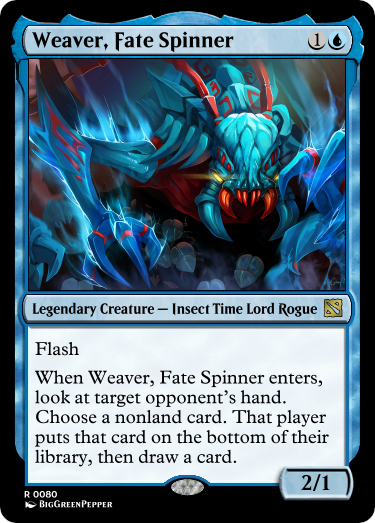 Weaver, Fate Spinner 1
Legendary Creature — Insect Time Lord Rogue
Flash
When Weaver, Fate Spinner enters,
look at target opponent's hand.
Choose a nonland card. That player
puts that card on the bottom of their
library, then draw a card.
2/1
R 0080
BigGreenPepper